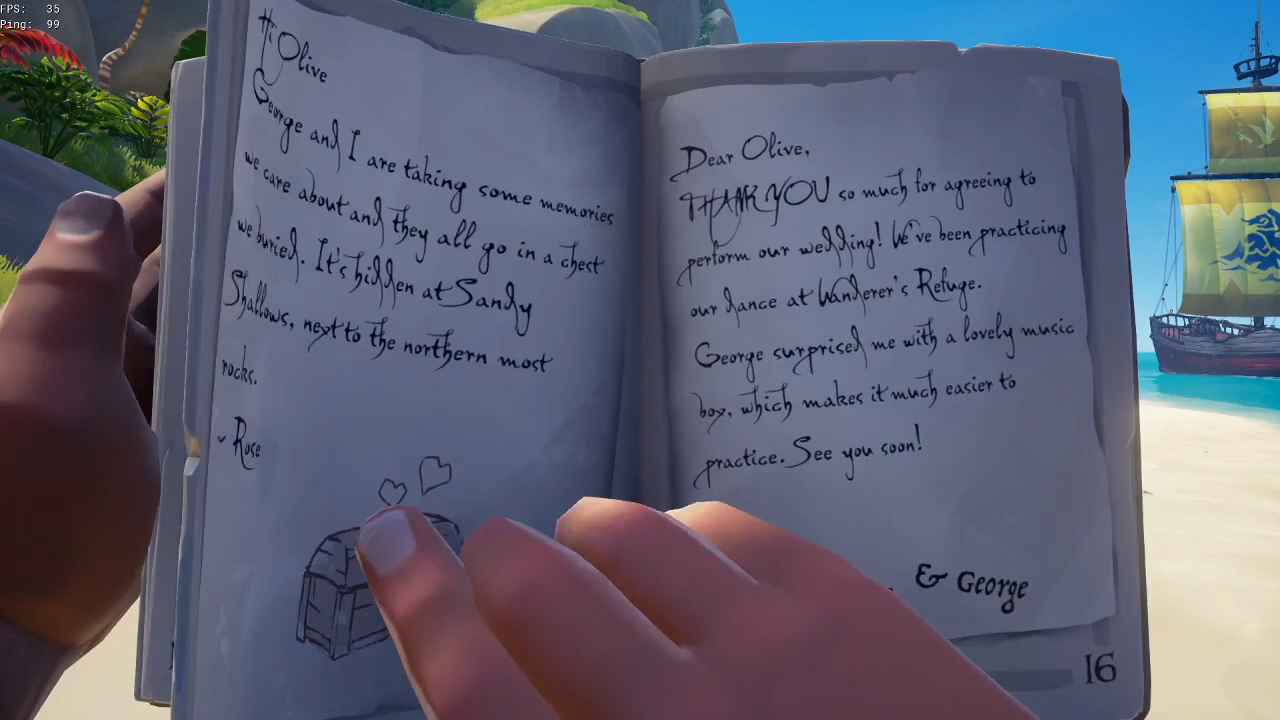 FPS: 35
Ping: 99
Hi Olive
George and I are taking some memories
we care about and they all go in a chest
we buried. It's hidden at Sandy
Shallows, next to the northern most
rocks.
~ Rose
Dear Olive,
THANK YOU so much for agreeing to
perform our wedding! We've been practicing
our dance at Wanderer's Refuge.
George surprised me with a lovely music
box, which makes it much easier to
practice. See you soon!
& George
16